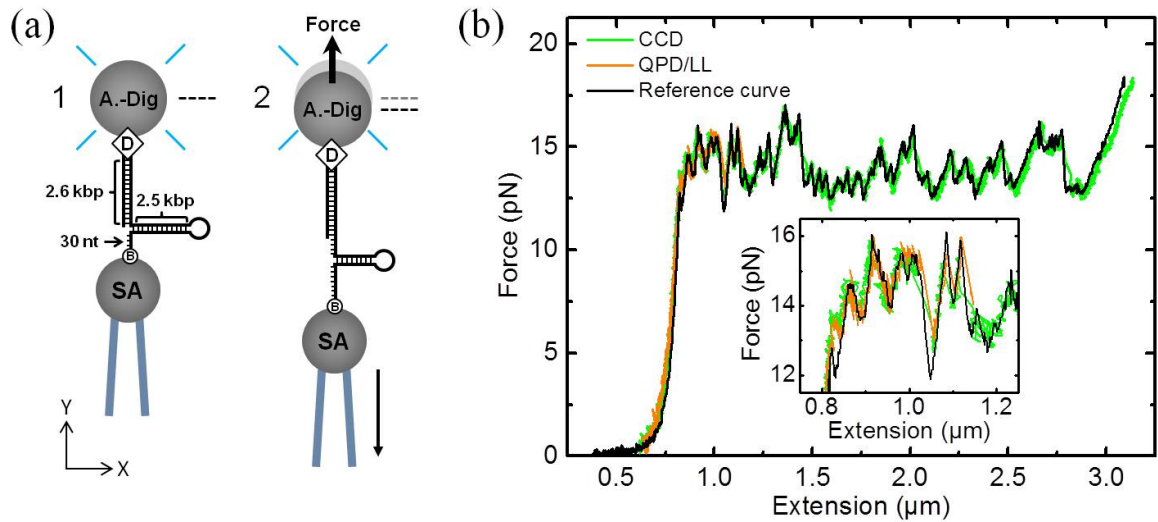 (a)
Force
1
A.-Dig
2
A.-Dig
D
D
2.6 kbp
2.5 kbp
30 nt
B
SA
B
SA
Y
X
(b)
CCD
QPD/LL
Reference curve
Force (pN)
20
15
10
5
0
0.5 1.0 1.5 2.0 2.5 3.0
Extension (µm)
Force (pN)
16
14
12
0.8 1.0 1.2
Extension (µm)